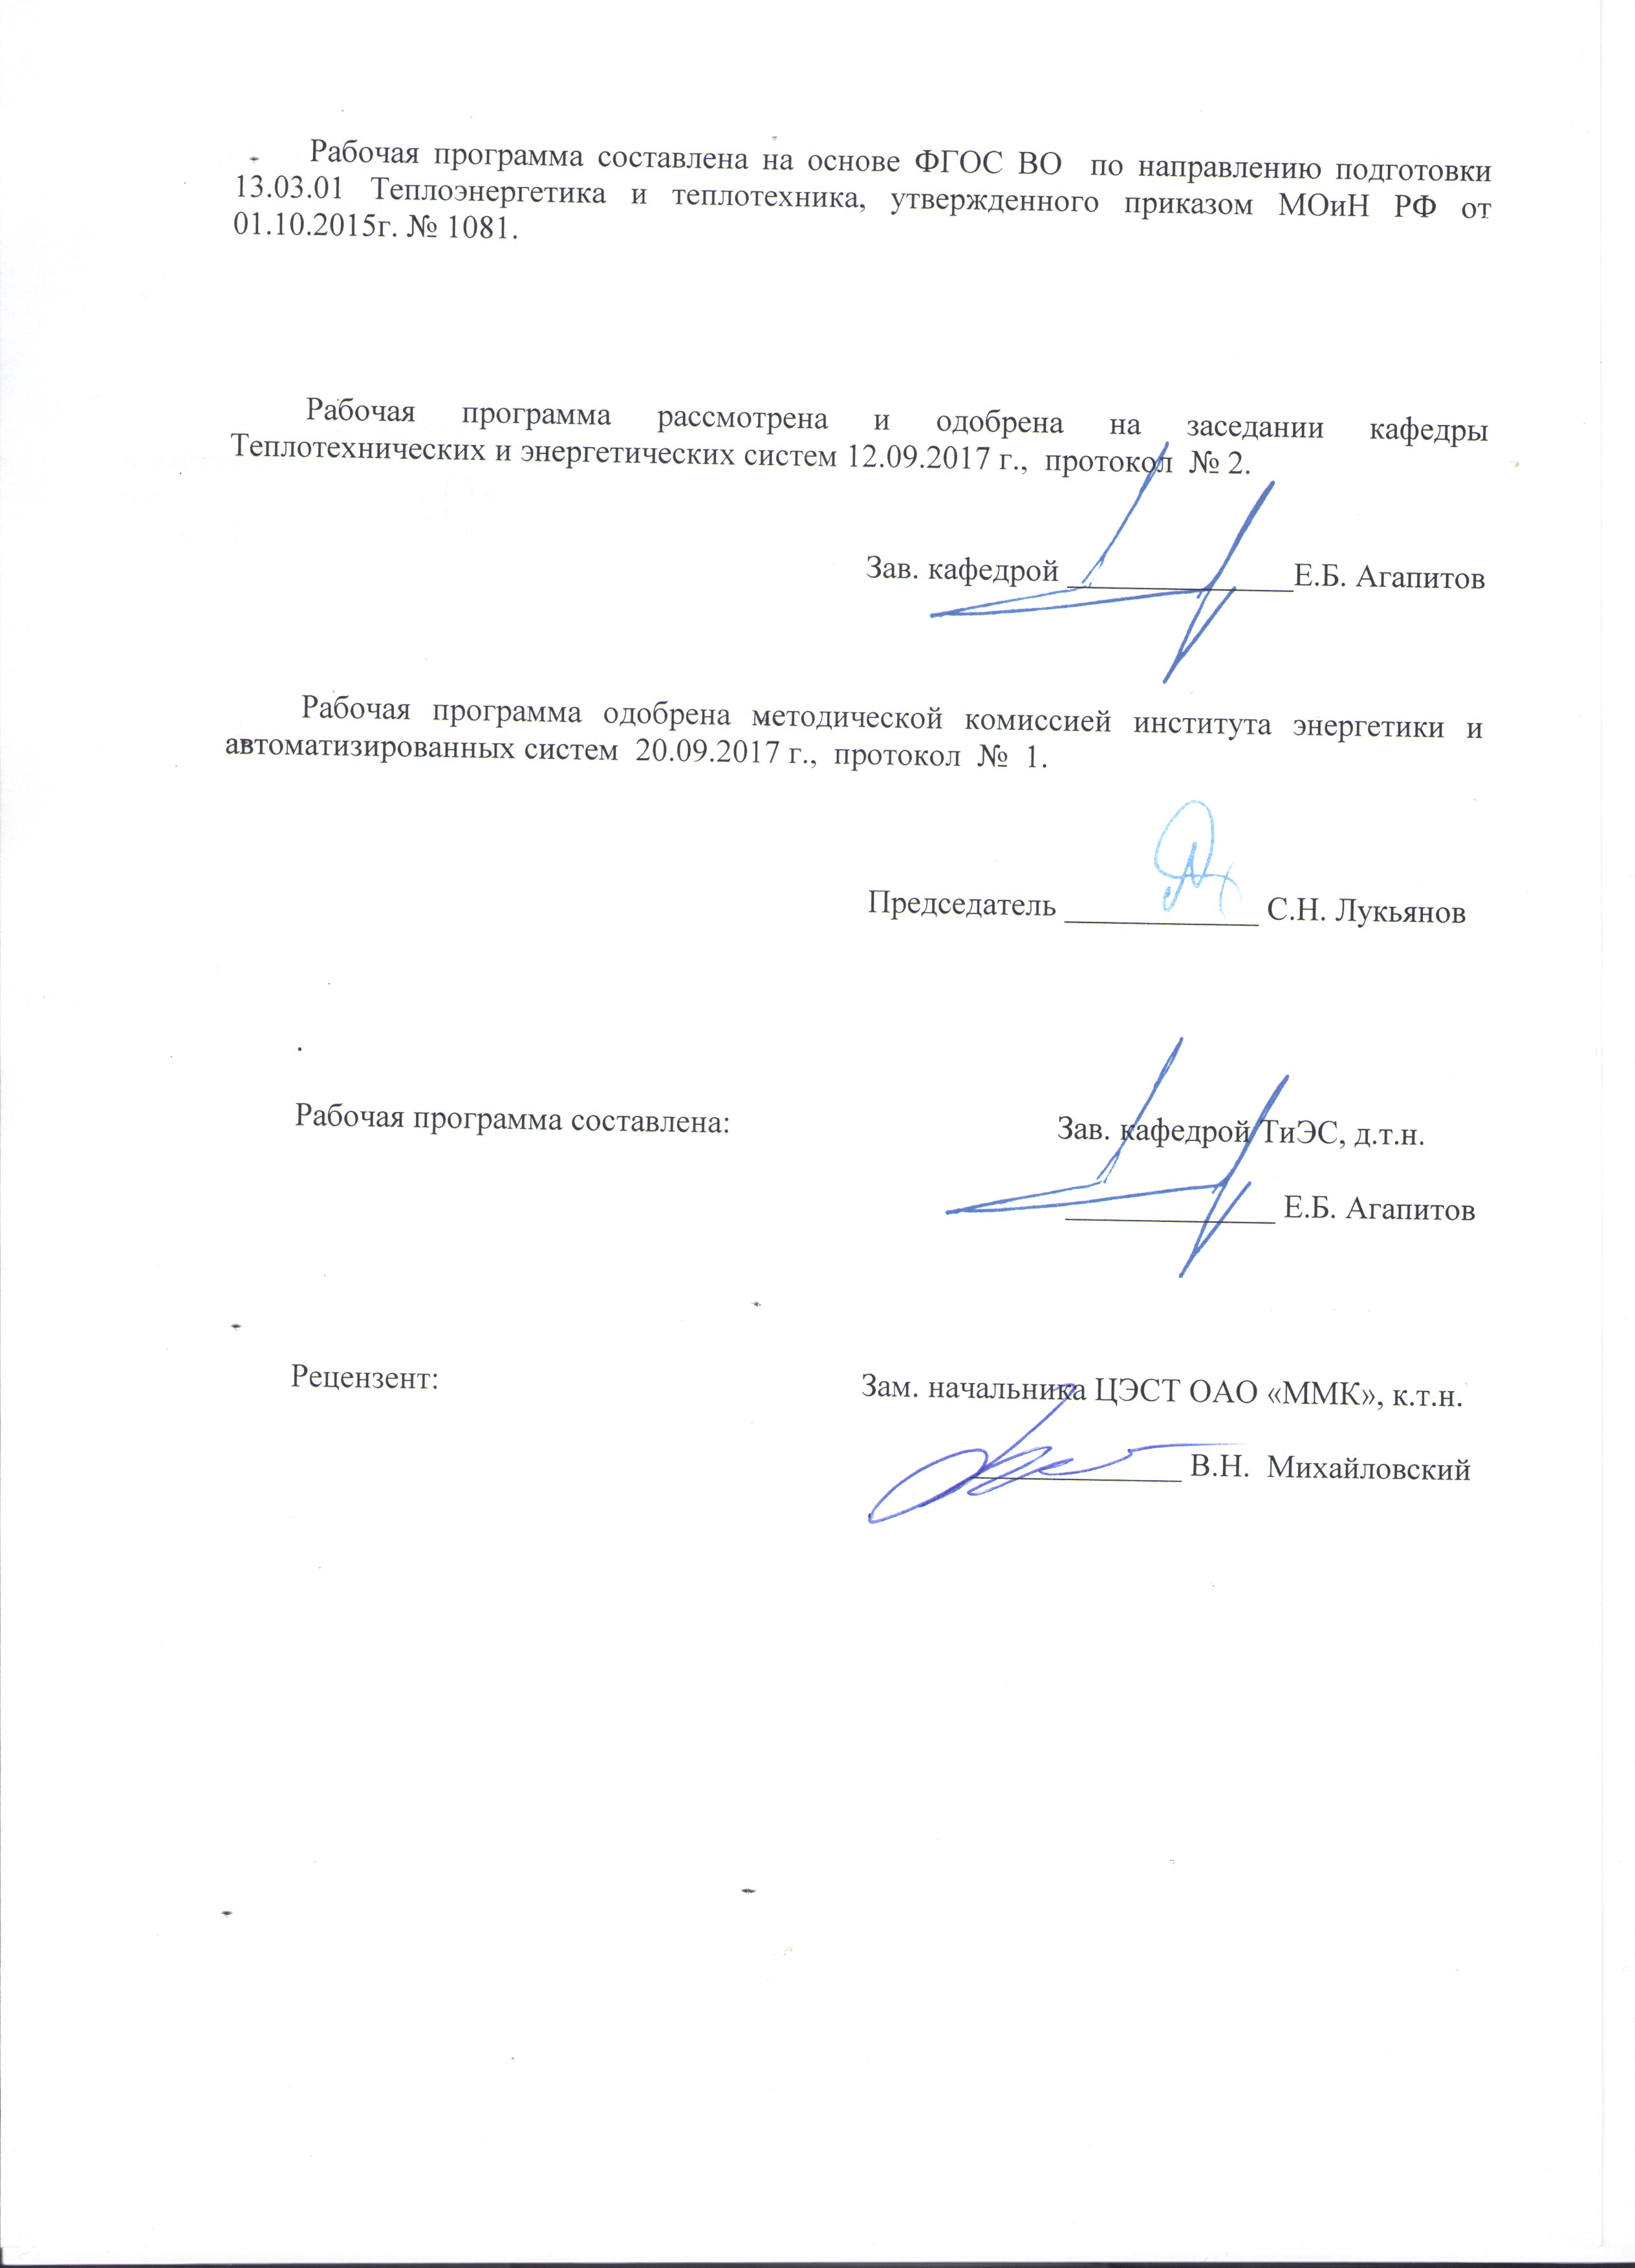 Рабочая программа составлена на основе ФГОС ВО по направлению подготовки
13.03.01 Теплоэнергетика и теплотехника, утвержденного приказом МОиН РФ от
01.10.2015г. № 1081.
Рабочая программа рассмотрена и одобрена на заседании кафедры
Теплотехнических и энергетических систем 12.09.2017 г., протокол № 2.
Зав. кафедрой ______________Е.Б. Агапитов
Рабочая программа одобрена методической комиссией института энергетики и
автоматизированных систем 20.09.2017 г., протокол № 1.
Председатель ____________ С.Н. Лукьянов
Рабочая программа составлена: Зав. кафедрой ТиЭС, д.т.н.
_____________ Е.Б. Агапитов
Рецензент: Зам. начальника ЦЭСТ ОАО «ММК», к.т.н.
_____________ В.Н. Михайловский